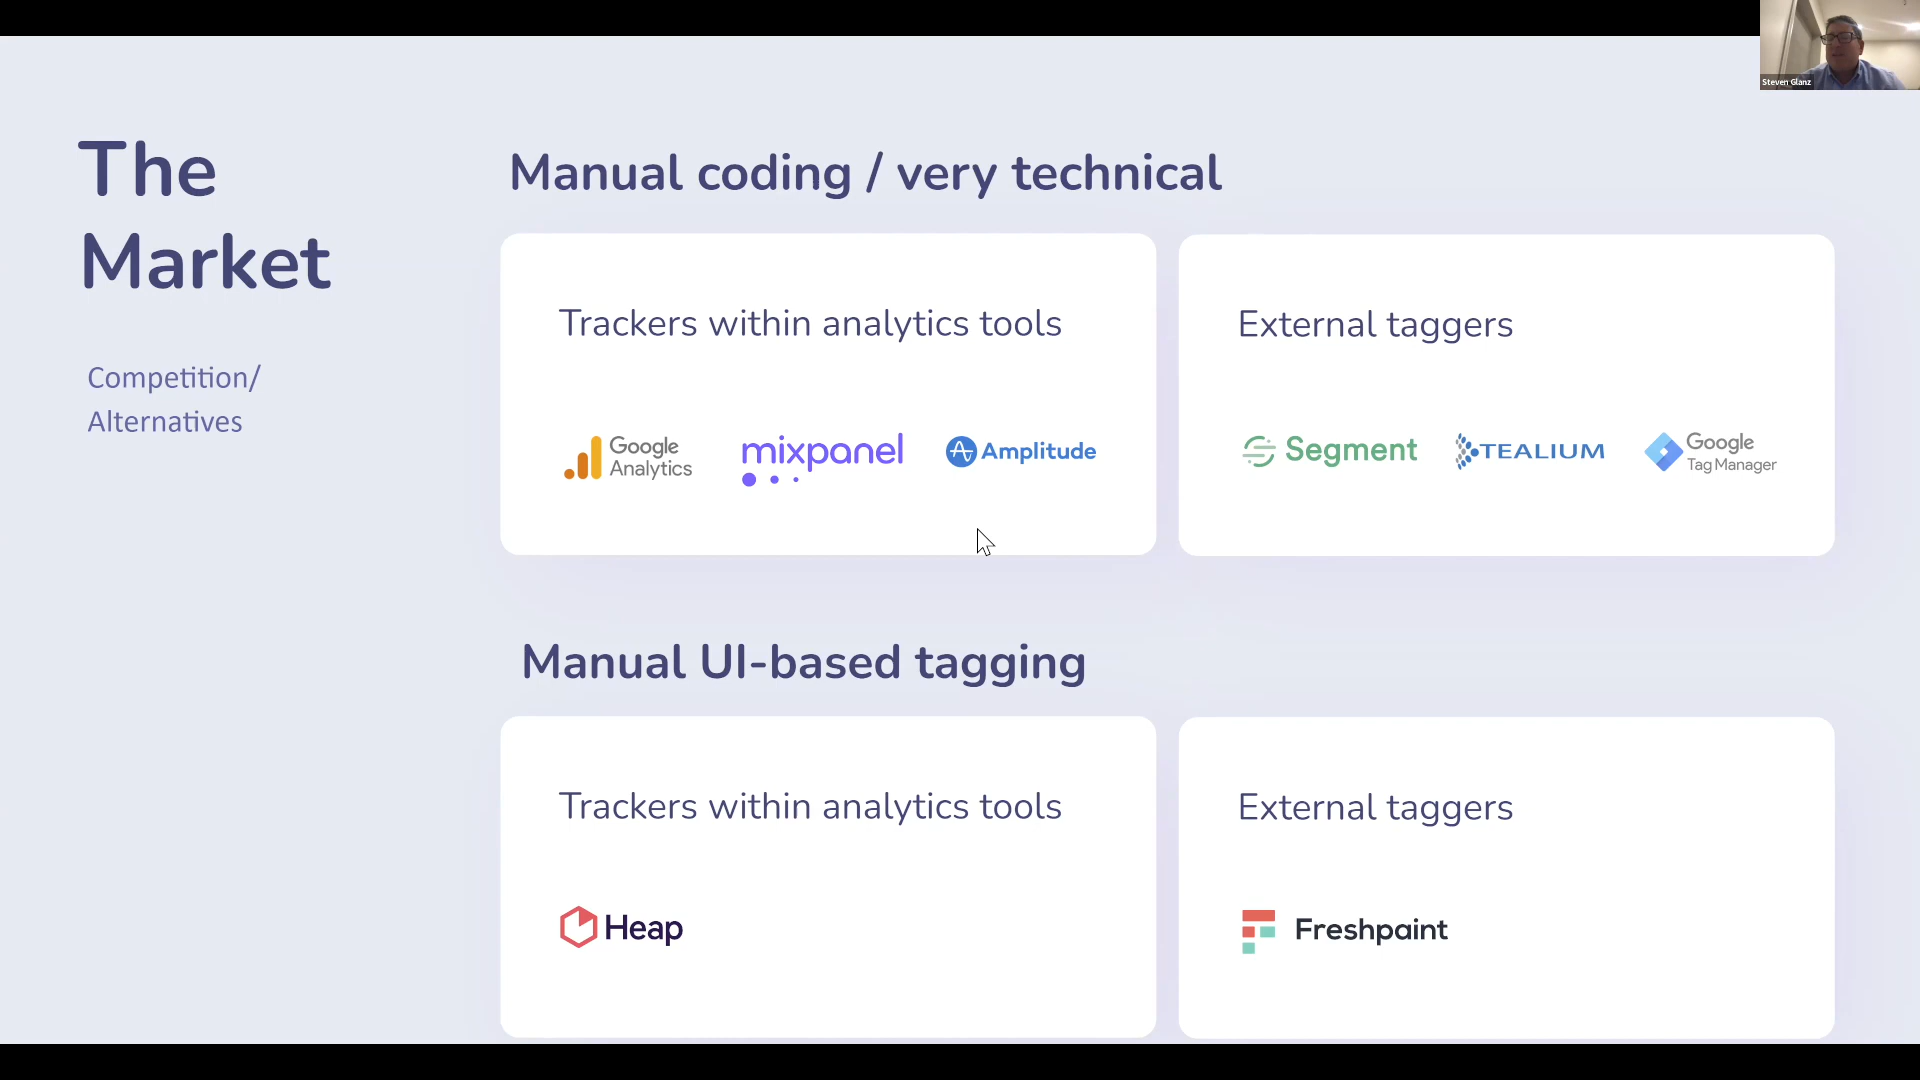 Steven Glanz
The
Market
Competition/
Alternatives
Manual coding / very technical
Trackers within analytics tools
Google
Analytics
mixpanel
Amplitude
External taggers
Segment
TEALIUM
Google
Tag Manager
Manual UI-based tagging
Trackers within analytics tools
Heap
External taggers
Freshpaint